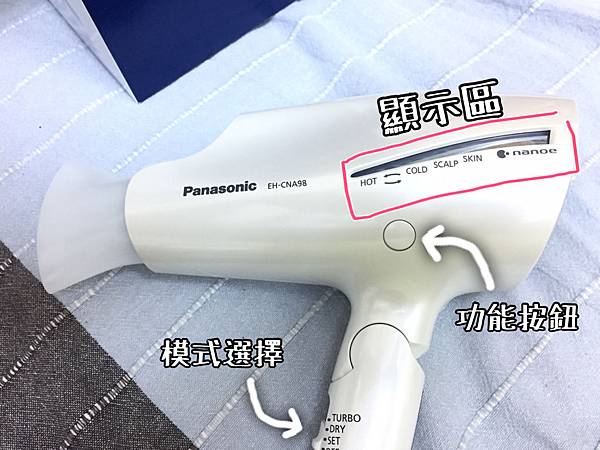 顯示區
nanoe
HOT COLD SCALP SKIN
Panasonic EH-CNA98
功能按鈕
模式選擇
TURBO
DRY
SET